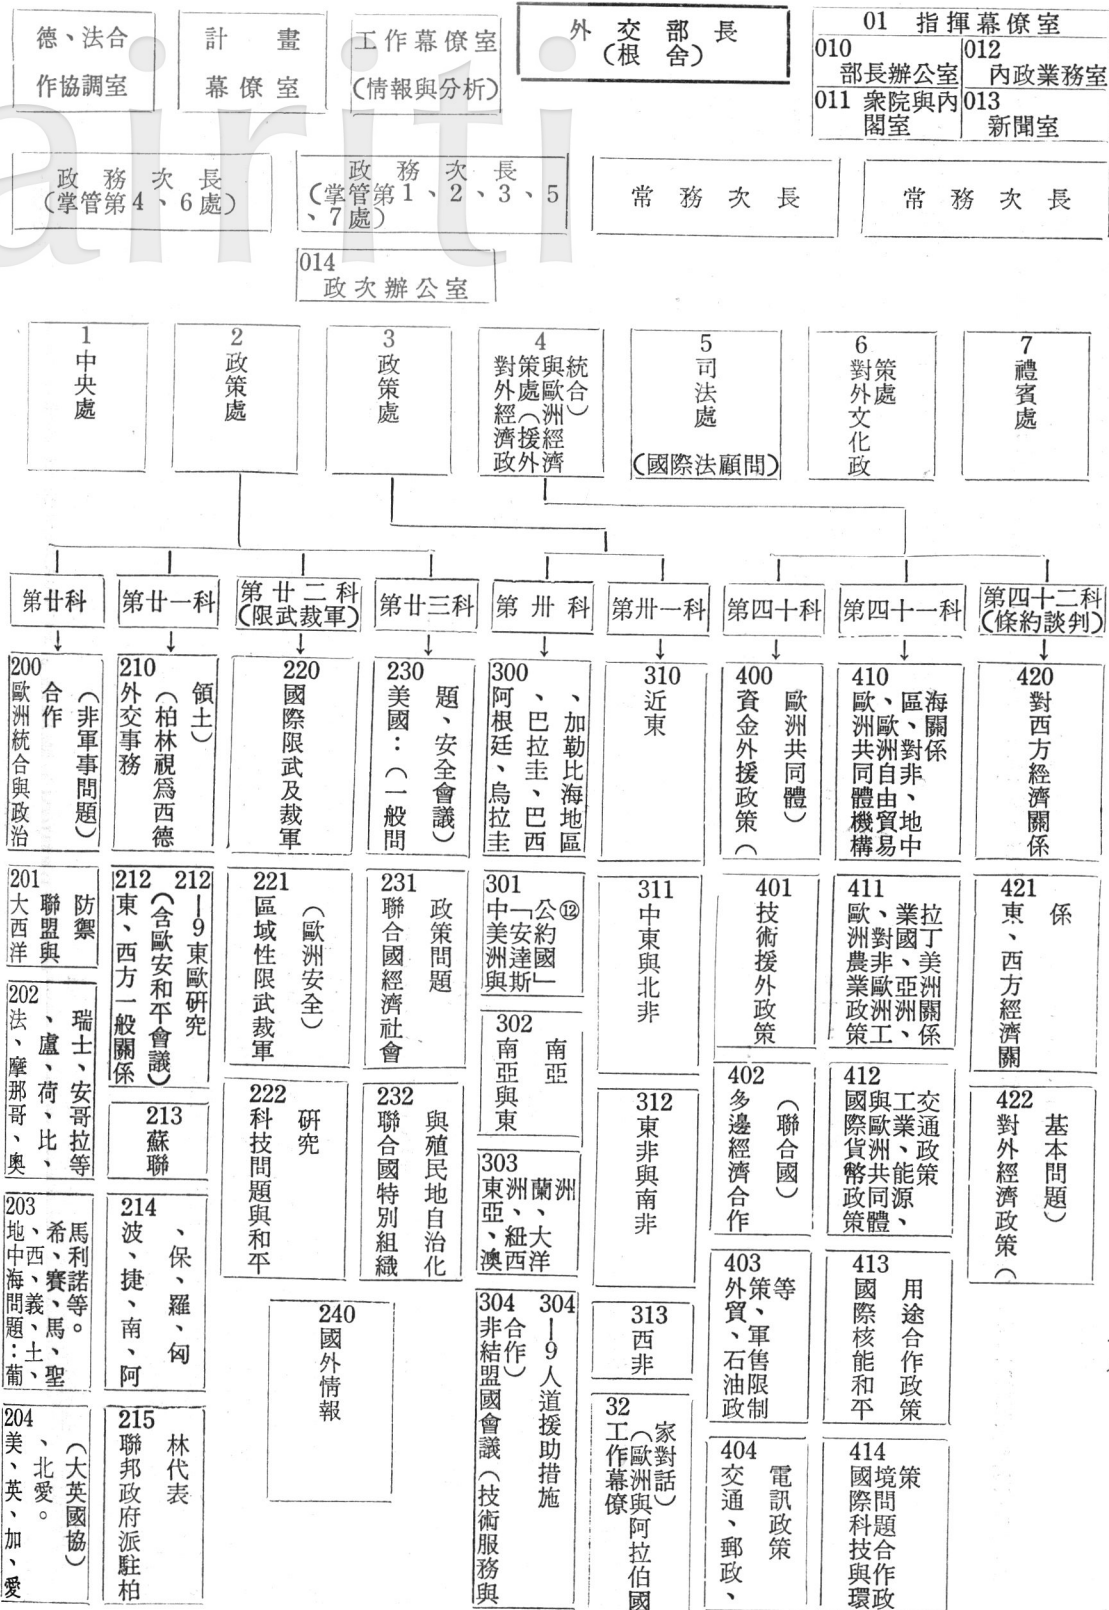 德、法合
作協調室
計畫
幕僚室
工作幕僚室
(情報與分析)
外交部長
(根舍)
01 指揮幕僚室
010
部長辦公室
012
內政業務室
011 衆院與內
閣室
013
新聞室
政務次長
(掌管第4、6處)
政務次長
(掌管第1、2、3、5
、7處)
常務次長
常務次長
014
政次辦公室
1
中央處
2
政策處
3
政策處
4
對外經濟政
策處(援外
與歐洲經濟
統合)
5
司法處
(國際法顧問)
6
對外文化政
策處
7
禮賓處
第廿科
第廿一科
第廿二科
(限武裁軍)
第廿三科
第卅科
第卅一科
第四十科
第四十一科
第四十二科
(條約談判)
200
歐洲統合與政治
合作
(非軍事問題)
201
大西洋
聯盟與
防禦
202
法、摩那哥、奧
、盧、荷、比、
瑞士、安哥拉等
203
地中海問題：葡
、西、義、土、
希、賽、馬、聖
馬利諾等。
204
美、英、加、愛
、北愛。
(大英國協)
210
外交事務
(柏林視爲西德
領土)
212
東、西方一般關係
(含歐安和平會議)
212—9東歐研究
213
蘇聯
214
波、捷、南、阿
、保、羅、匈
215
聯邦政府派駐柏
林代表
220
國際限武及裁軍
221
區域性限武裁軍
(歐洲安全)
222
科技問題與和平
研究
240
國外情報
230
美國：(一般問
題、安全會議)
231
聯合國經濟社會
政策問題
232
聯合國特別組織
與殖民地自治化
300
阿根廷、烏拉圭
、巴拉圭、巴西
、加勒比海地區
301
中美洲與
「安達斯
公約國」⑫
302
南亞與東
南亞
303
東亞、澳
洲、紐西
蘭、大洋
洲
304
非結盟國會議(技術服務與
合作)
304—9人道援助措施
310
近東
311
中東與北非
312
東非與南非
313
西非
32
工作幕僚
(歐洲與阿拉伯國
家對話)
400
資金外援政策(
歐洲共同體)
401
技術援外政策
402
多邊經濟合作
(聯合國)
403
外貿、石油政
策、軍售限制
等
404
交通、郵政、
電訊政策
410
歐洲共同體機構
、歐洲自由貿易
區、對非、地中
海關係
411
歐洲農業政策
、對非歐洲工
業國、亞洲、
拉丁美洲關係
412
國際貨幣政策
與歐洲共同體
工業、能源、
交通政策
413
國際核能和平
用途合作政策
414
國際科技與環
境問題合作政
策
420
對西方經濟關係
421
東、西方經濟關
係
422
對外經濟政策(
基本問題)
airiti